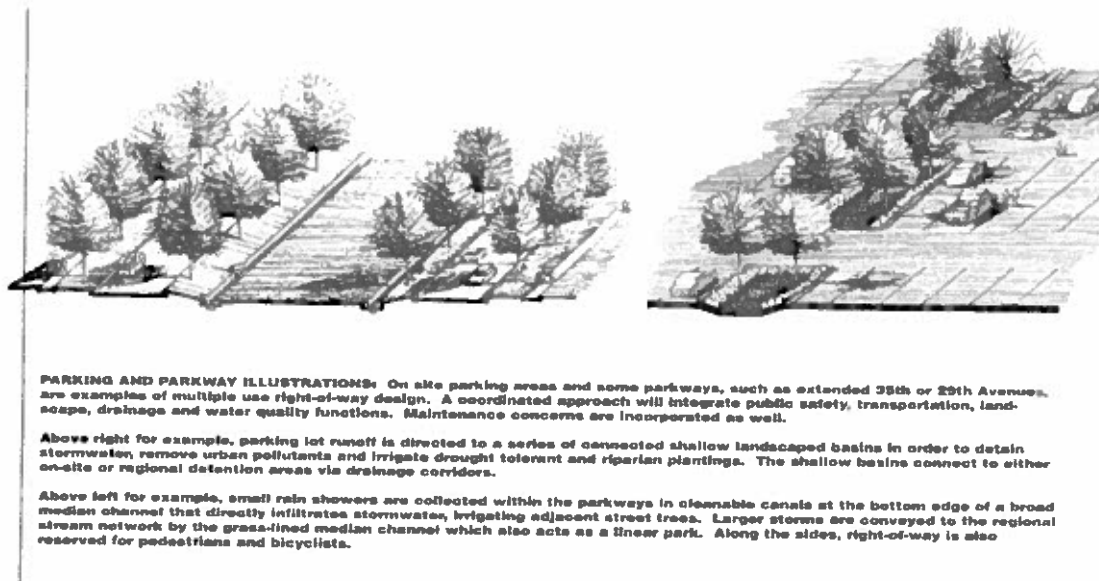 PARKING AND PARKWAY ILLUSTRATIONS: On site parking areas and some parkways, such as extended 35th or 29th Avenues,
are examples of multiple use right-of-way design. A coordinated approach will integrate public safety, transportation, land-
scape, drainage and water quality functions. Maintenance concerns are incorporated as well.
Above right for example, parking lot runoff is directed to a series of connected shallow landscaped basins in order to detain
stormwater, remove urban pollutants and irrigate drought tolerant and riparian plantings. The shallow basins connect to either
on-site or regional detention areas via drainage corridors.
Above left for example, small rain showers are collected within the parkways in cleanable canals at the bottom edge of a broad
median channel that directly infiltrates stormwater, irrigating adjacent street trees. Larger storms are conveyed to the regional
stream network by the grass-lined median channel which also acts as a linear park. Along the sides, right-of-way is also
reserved for pedestrians and bicyclists.